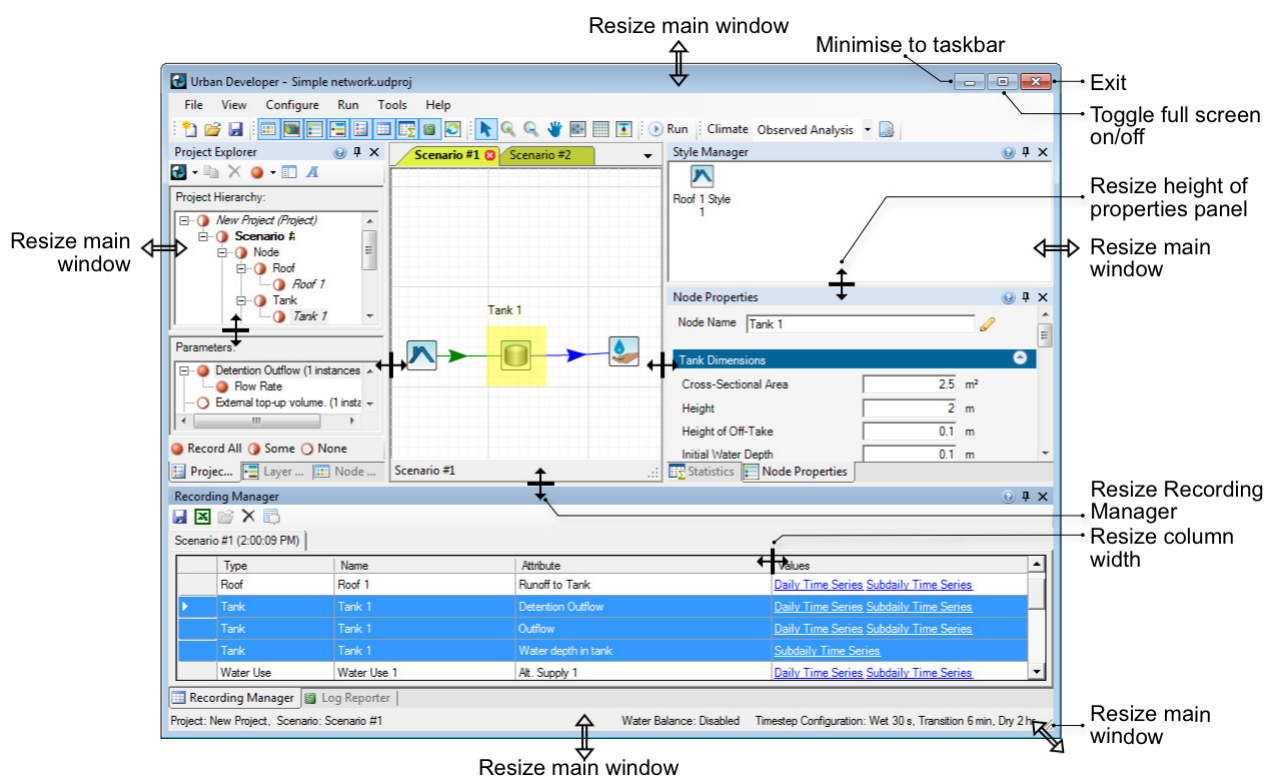 Resize main window
Minimise to taskbar
Exit
Toggle full screen
on/off
Urban Developer - Simple network.udproj
File View Configure Run Tools Help
Run Climate Observed Analysis
Project Explorer
Scenario #1 Scenario #2
Style Manager
Project Hierarchy:
New Project (Project)
Scenario #
Node
Roof
Roof 1
Tank
Tank 1
Roof 1 Style
1
Resize height of
properties panel
Resize main
window
Resize main
window
Tank 1
Node Properties
Node Name Tank 1
Tank Dimensions
Cross-Sectional Area 2.5 m²
Height 2 m
Height of Off-Take 0.1 m
Initial Water Depth 0.1 m
Parameters:
Detention Outflow (1 instances
Flow Rate
External top-up volume. (1 insta
Record All Some None
Projec... Layer ... Node ...
Scenario #1
Statistics Node Properties
Recording Manager
Resize Recording
Manager
Resize column
width
Scenario #1 (2:00:09 PM)
Type Name Attribute Values
Roof Roof 1 Runoff to Tank Daily Time Series Subdaily Time Series
Tank Tank 1 Detention Outflow Daily Time Series Subdaily Time Series
Tank Tank 1 Outflow Daily Time Series Subdaily Time Series
Tank Tank 1 Water depth in tank Subdaily Time Series
Water Use Water Use 1 Alt. Supply 1 Daily Time Series Subdaily Time Series
Recording Manager Log Reporter
Project: New Project, Scenario: Scenario #1 Water Balance: Disabled Timestep Configuration: Wet 30 s, Transition 6 min, Dry 2 hr
Resize main
window
Resize main window